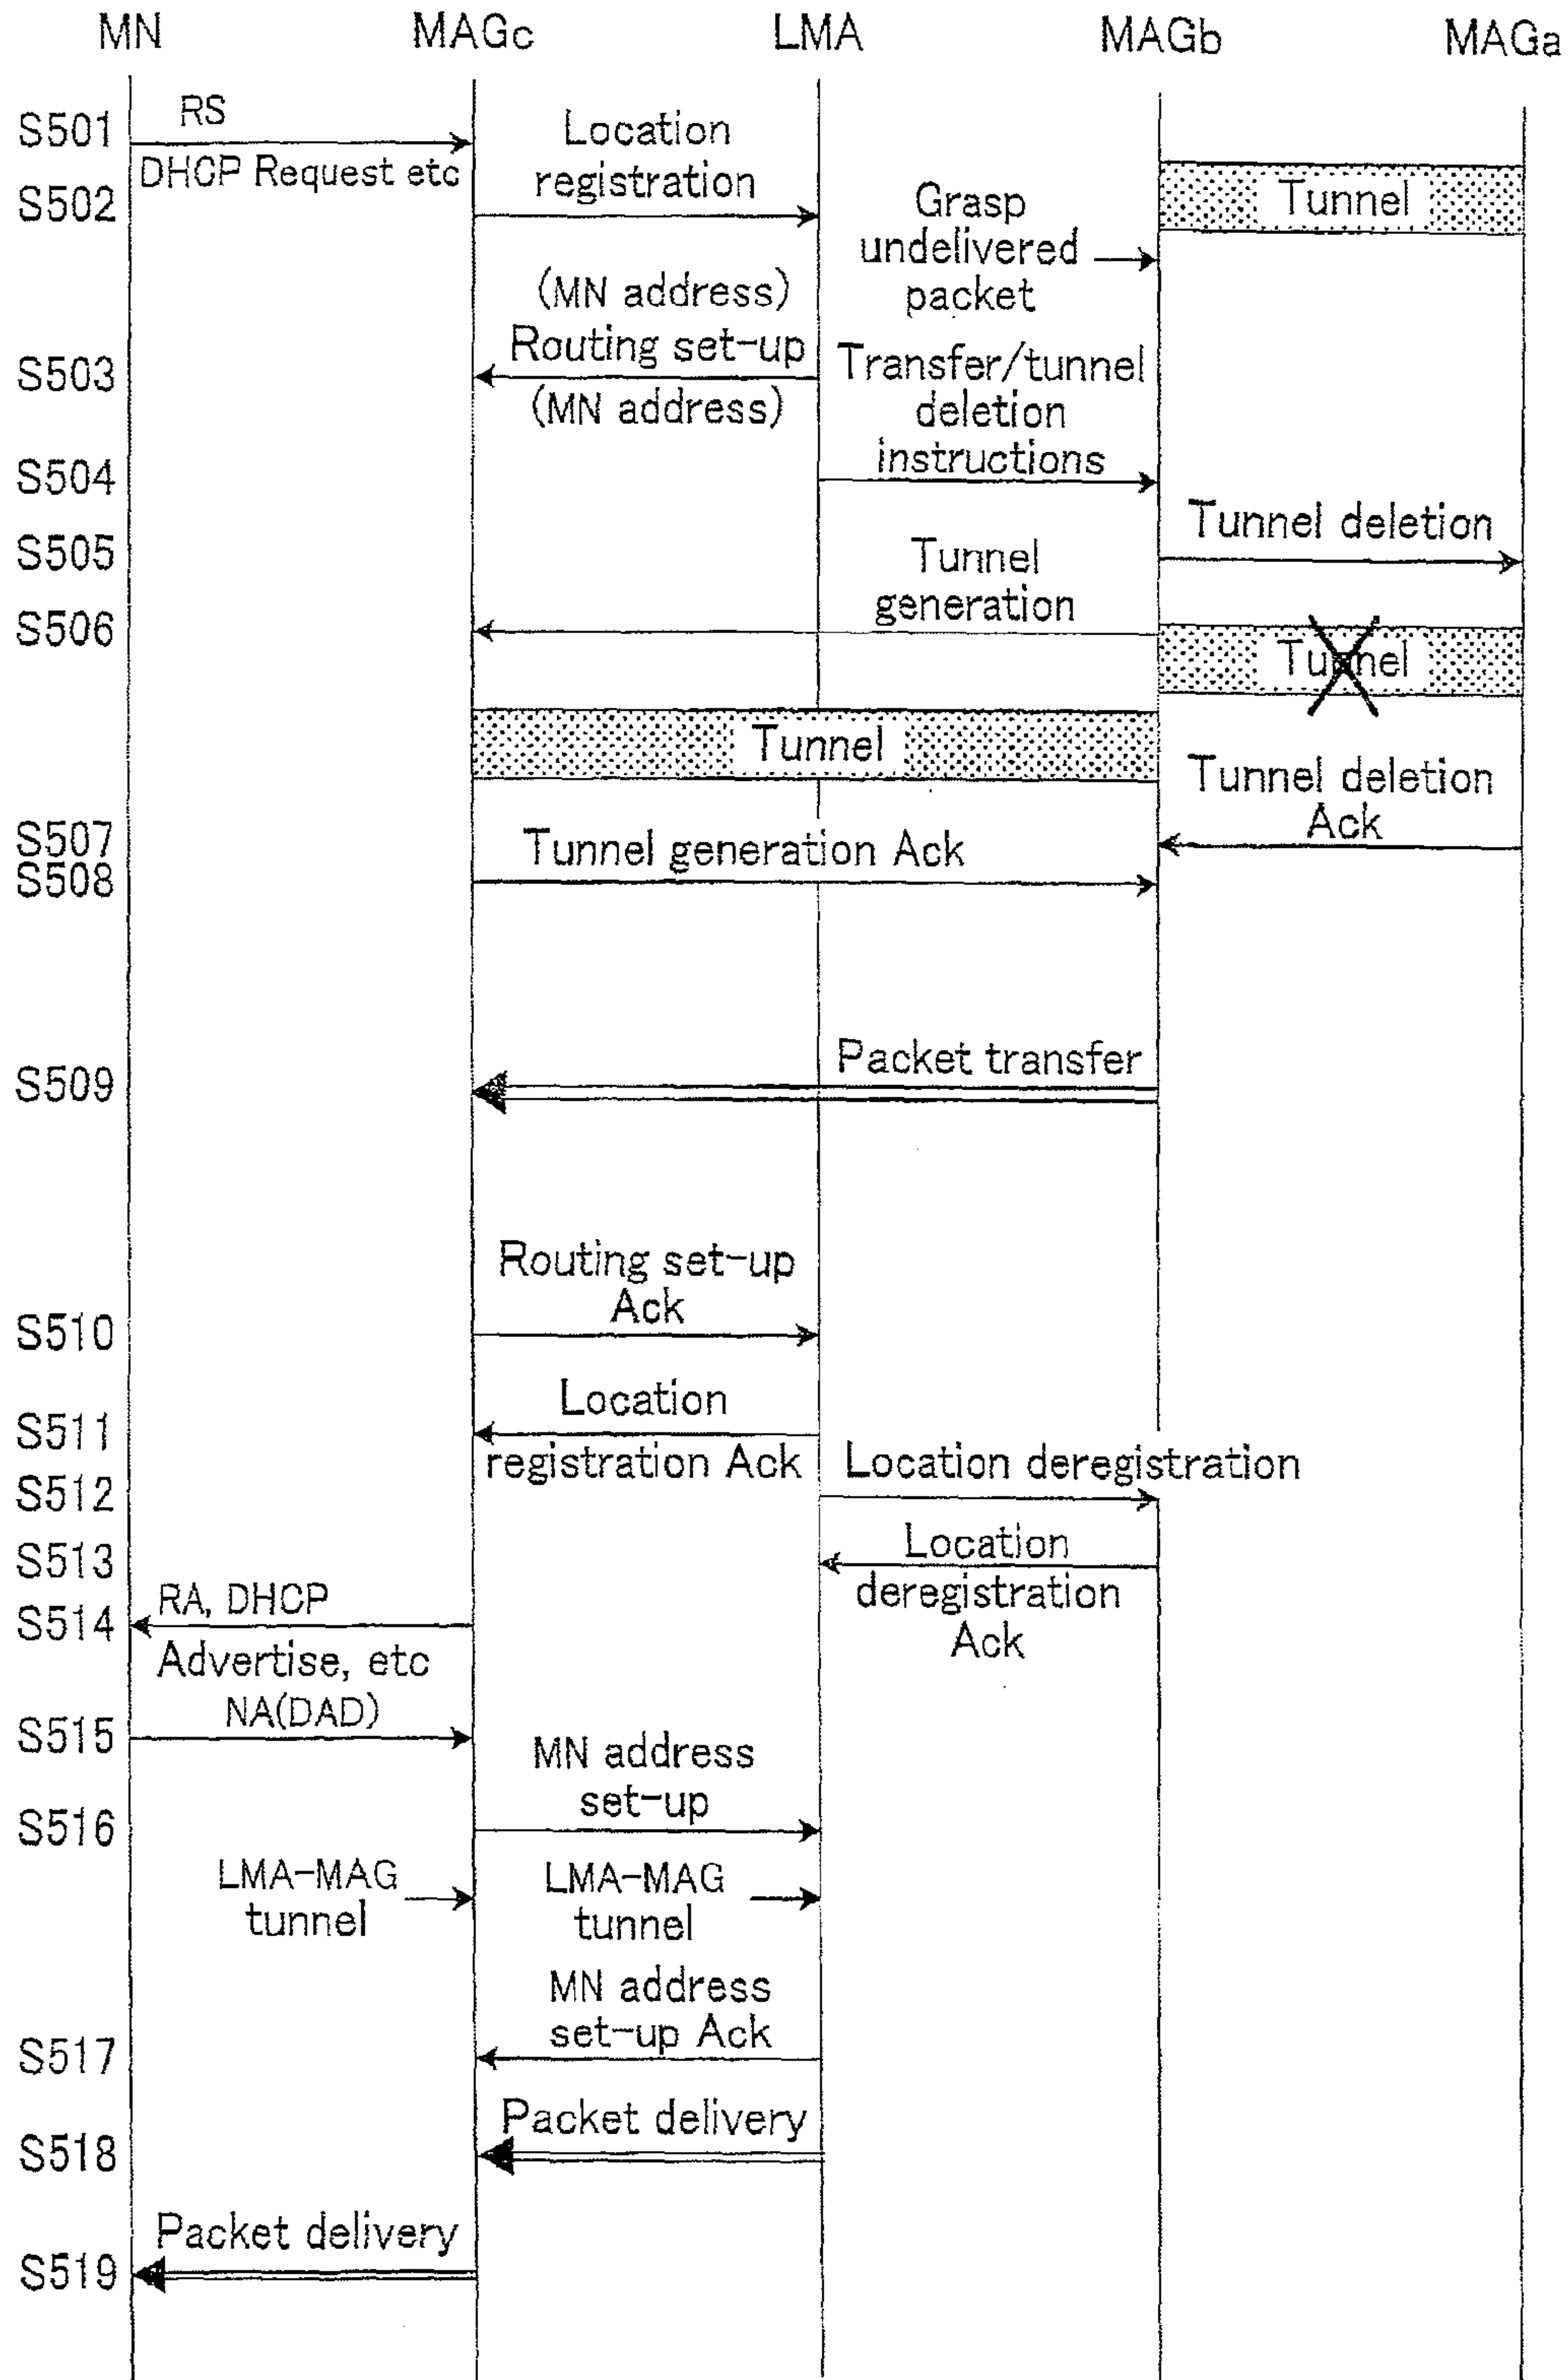 MN MAGc LMA MAGb MAGa
S501 RS
DHCP Request etc
Location
registration
S502
Tunnel
Grasp
undelivered
packet
(MN address)
Routing set-up
S503
(MN address)
Transfer/tunnel
deletion
instructions
S504
Tunnel deletion
S505
Tunnel
generation
S506
Tunnel
Tunnel
Tunnel deletion
Ack
S507
Tunnel generation Ack
S508
Packet transfer
S509
Routing set-up
Ack
S510
Location
S511
registration Ack
Location deregistration
S512
Location
S513
deregistration
Ack
RA, DHCP
S514
Advertise, etc
NA(DAD)
S515
MN address
set-up
S516
LMA-MAG
tunnel
LMA-MAG
tunnel
MN address
set-up Ack
S517
Packet delivery
S518
Packet delivery
S519